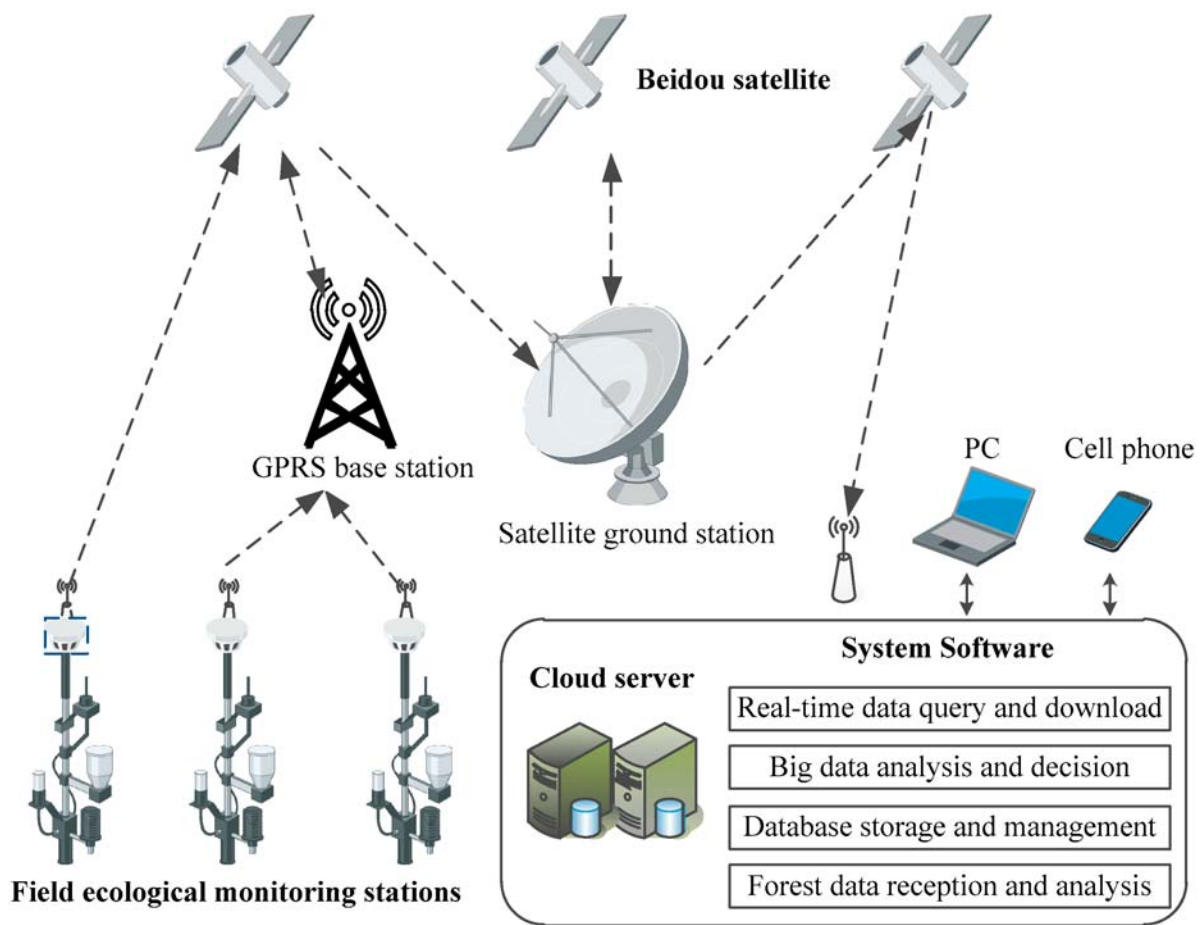 Beidou satellite
GPRS base station
Satellite ground station
PC
Cell phone
Field ecological monitoring stations
Cloud server
System Software
Real-time data query and download
Big data analysis and decision
Database storage and management
Forest data reception and analysis